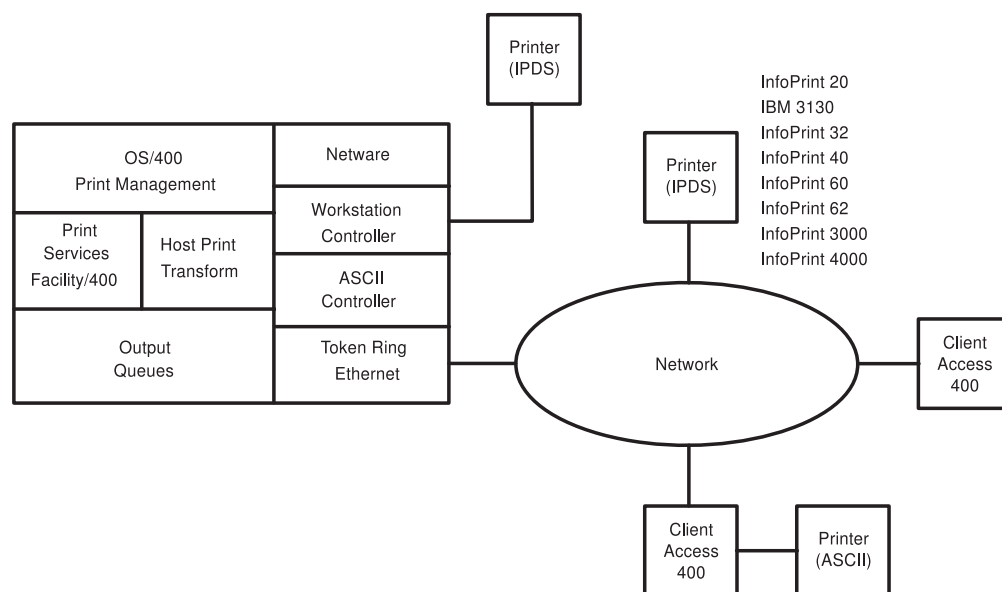 Printer
(IPDS)
InfoPrint 20
IBM 3130
InfoPrint 32
InfoPrint 40
InfoPrint 60
InfoPrint 62
InfoPrint 3000
InfoPrint 4000
Printer
(IPDS)
OS/400
Print Management
Netware
Print
Services
Facility/400
Host Print
Transform
Workstation
Controller
ASCII
Controller
Output
Queues
Token Ring
Ethernet
Network
Client
Access
400
Client
Access
400
Printer
(ASCII)